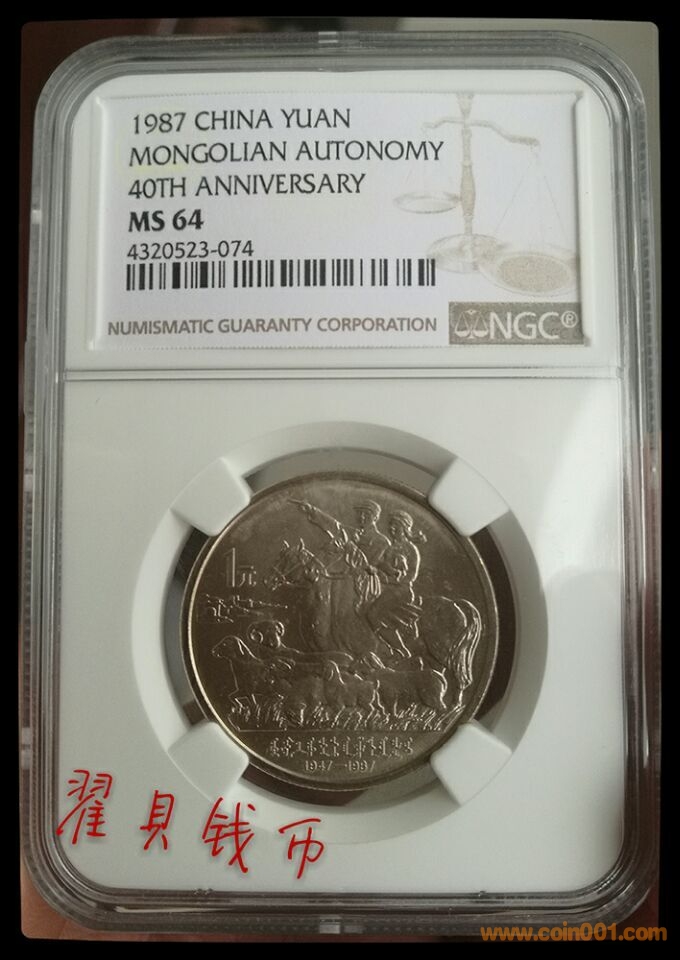 1987 CHINA YUAN
MONGOLIAN AUTONOMY
40TH ANNIVERSARY
MS 64
4320523-074
NUMISMATIC GUARANTY CORPORATION
NGC®
1元
1947—1987
翟贝钱币
www.coin001.com